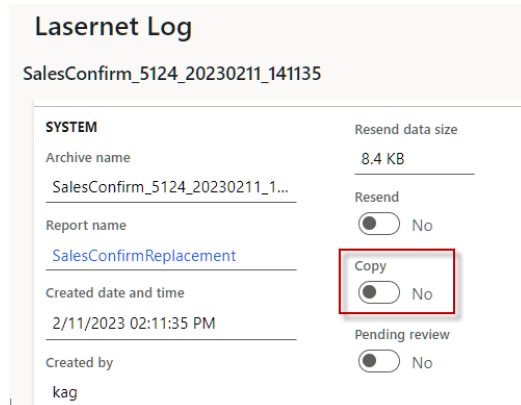 Lasernet Log
SalesConfirm_5124_20230211_141135
SYSTEM
Archive name
SalesConfirm_5124_20230211_1...
Report name
SalesConfirmReplacement
Created date and time
2/11/2023 02:11:35 PM
Created by
kag
Resend data size
8.4 KB
Resend
No
Copy
No
Pending review
No